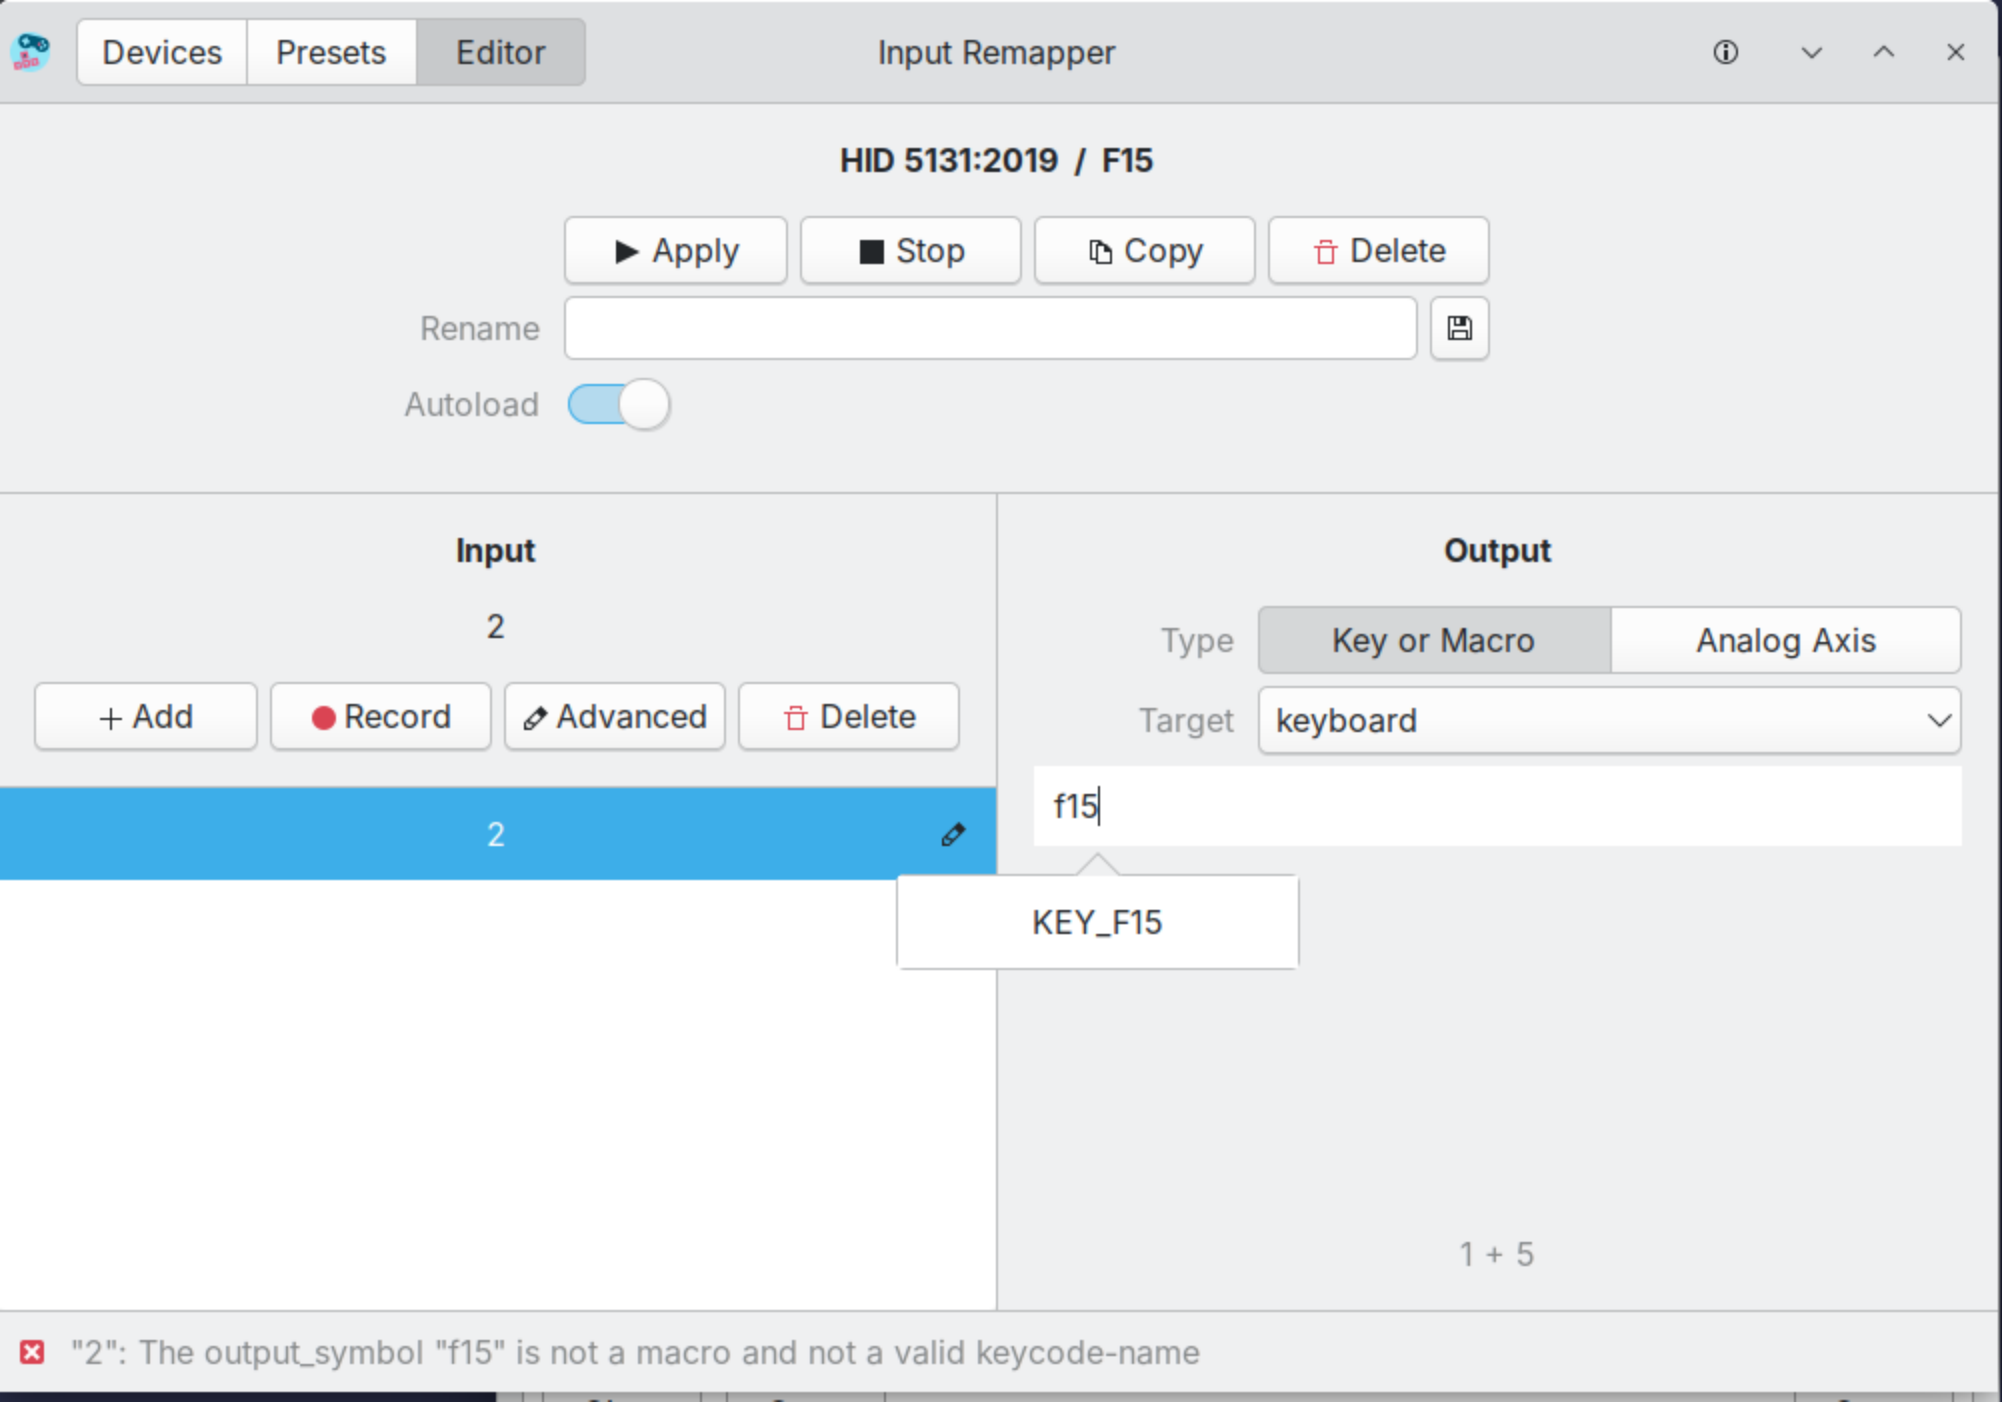 Devices Presets Editor Input Remapper
HID 5131:2019 / F15
Apply Stop Copy Delete
Rename
Autoload
Input
2
Add Record Advanced Delete
2
Output
Type Key or Macro Analog Axis
Target keyboard
f15
KEY_F15
1 + 5
"2": The output_symbol "f15" is not a macro and not a valid keycode-name